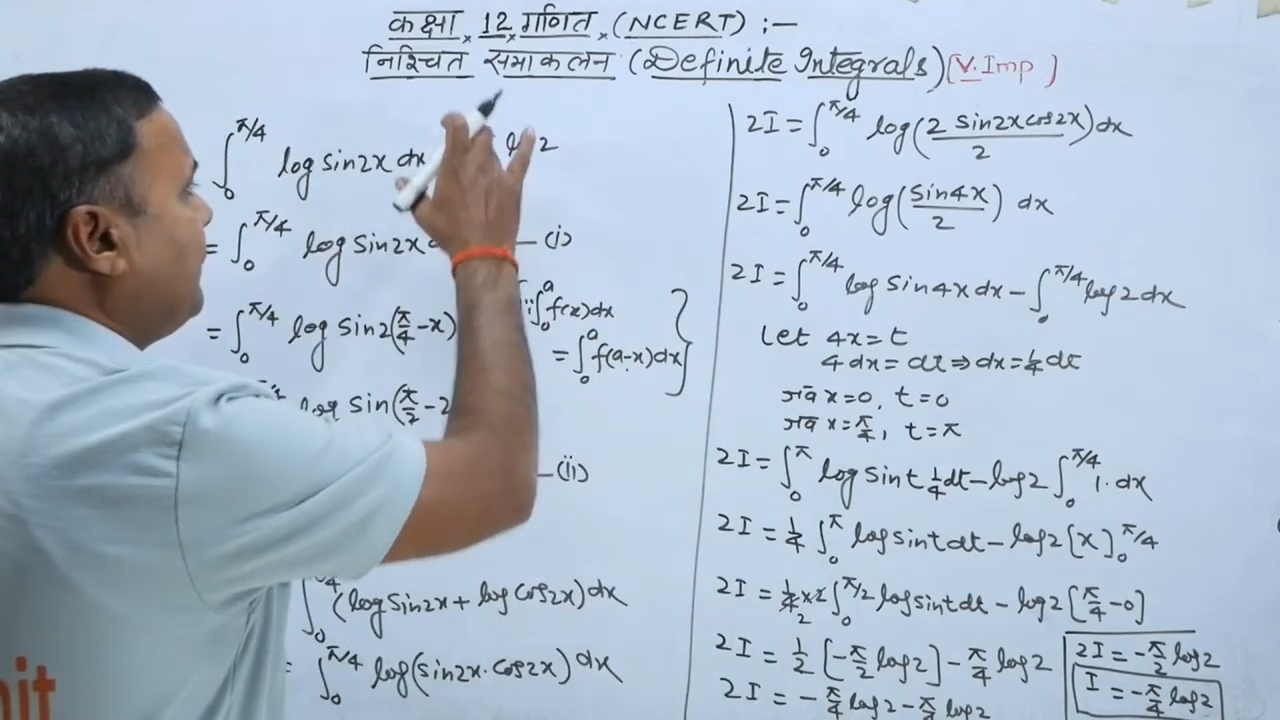 कक्षा × 12 × गणित × (NCERT) :—
निश्चित समाकलन (Definite Integrals) [V. Imp)
∫₀^π/4 log sin2x dx
2
= ∫₀^π/4 log sin2x — (i)
= ∫₀^π/4 log sin2(π/4 - x)
∵ ∫₀^a f(x)dx
= ∫₀^a f(a-x)dx }
log sin(π/2 - 2
— (ii)
∫₀ (log sin2x + log cos2x) dx
= ∫₀^π/4 log(sin2x · cos2x) dx
2I = ∫₀^π/4 log(2 sin2x cos2x / 2) dx
2I = ∫₀^π/4 log(sin4x / 2) dx
2I = ∫₀^π/4 log sin4x dx - ∫₀^π/4 log2 dx
Let 4x = t
4dx = dt ⇒ dx = 1/4 dt
जब x=0, t=0
जब x=π/4, t=π
2I = ∫₀^π log sint 1/4 dt - log2 ∫₀^π/4 1. dx
2I = 1/4 ∫₀^π log sint dt - log2 [x]₀^π/4
2I = 1/4 × 2 ∫₀^π/2 log sint dt - log2 [π/4 - 0]
2
2I = 1/2 [-π/2 log2] - π/4 log2
2I = - π/4 log2 - π/4 log2
2I = -π/2 log2
I = -π/4 log2
nit